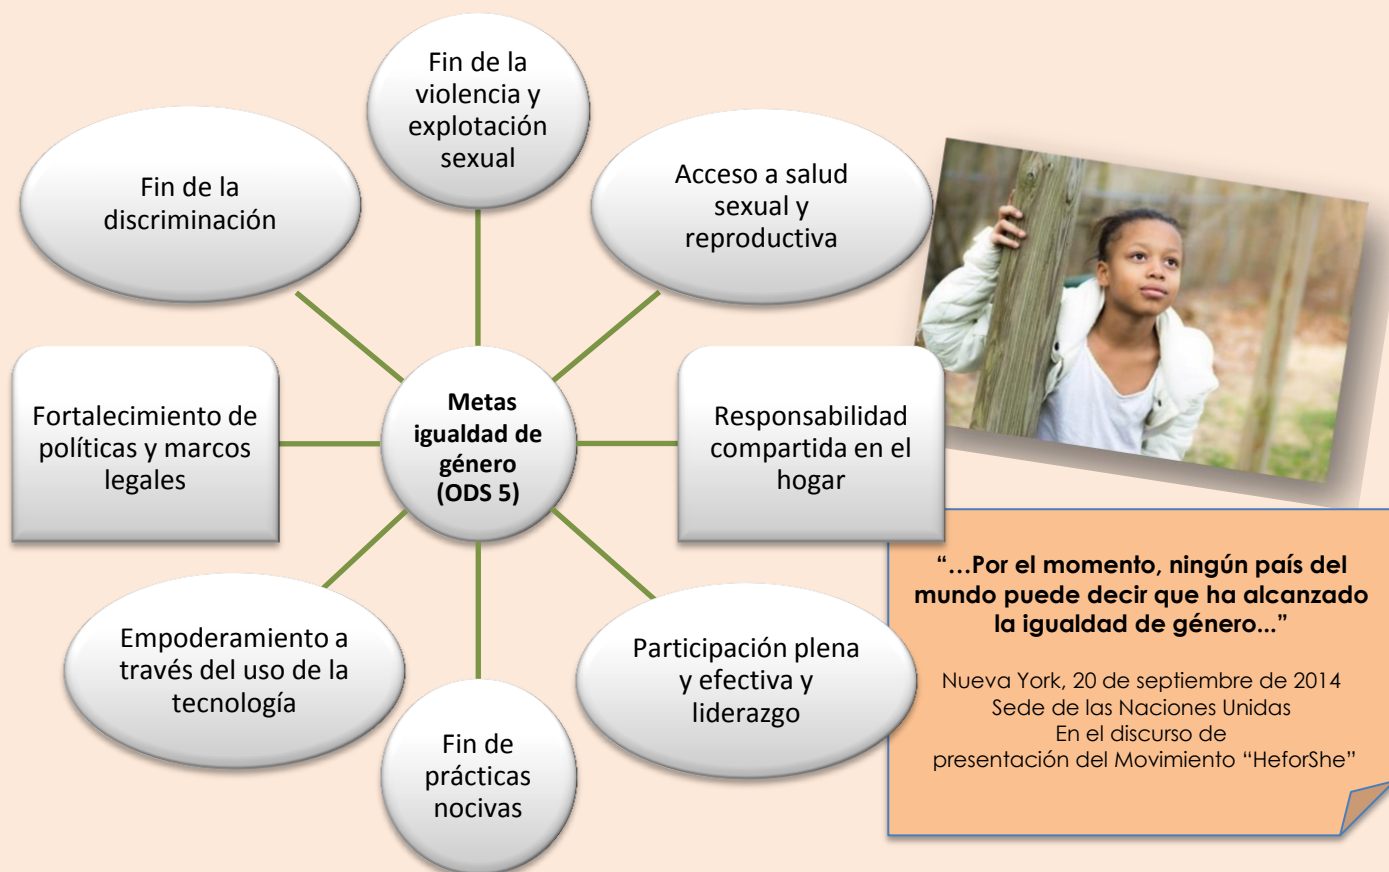 Fin de la
violencia y
explotación
sexual
Fin de la
discriminación
Acceso a salud
sexual y
reproductiva
Fortalecimiento de
políticas y marcos
legales
Metas
igualdad de
género
(ODS 5)
Responsabilidad
compartida en el
hogar
Empoderamiento a
través del uso de la
tecnología
Fin de
prácticas
nocivas
Participación plena
y efectiva y
liderazgo
“…Por el momento, ningún país del
mundo puede decir que ha alcanzado
la igualdad de género...”
Nueva York, 20 de septiembre de 2014
Sede de las Naciones Unidas
En el discurso de
presentación del Movimiento “HeforShe”